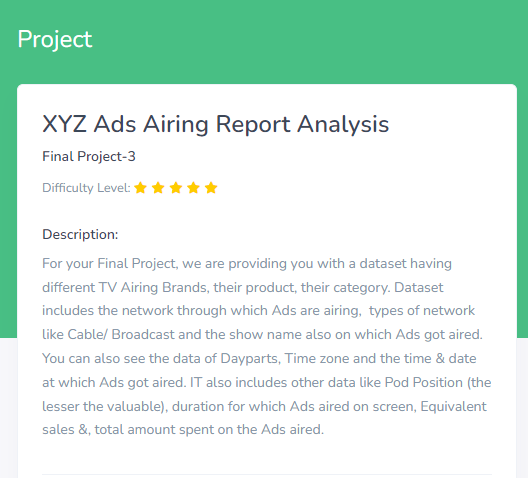 Project
XYZ Ads Airing Report Analysis
Final Project-3
Difficulty Level:
Description:
For your Final Project, we are providing you with a dataset having
different TV Airing Brands, their product, their category. Dataset
includes the network through which Ads are airing,  types of network
like Cable/ Broadcast and the show name also on which Ads got aired.
You can also see the data of Dayparts, Time zone and the time & date
at which Ads got aired. IT also includes other data like Pod Position (the
lesser the valuable), duration for which Ads aired on screen, Equivalent
sales &, total amount spent on the Ads aired.